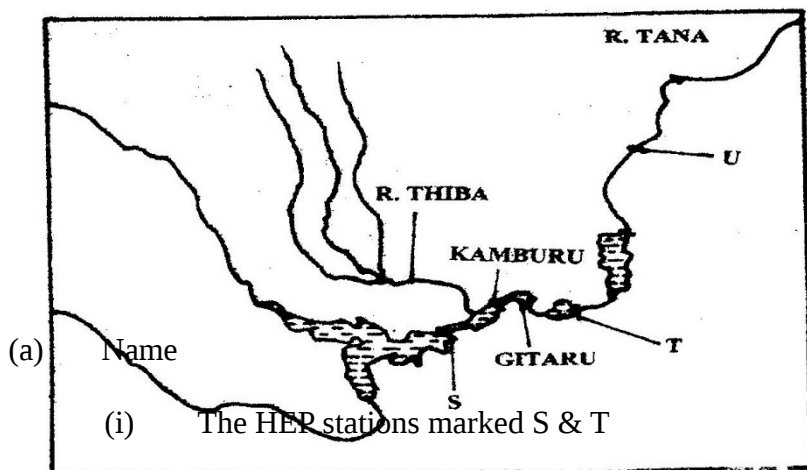 R. TANA
U
R. THIBA
KAMBURU
(a) Name
GITARU
T
S
(i) The HEP stations marked S & T